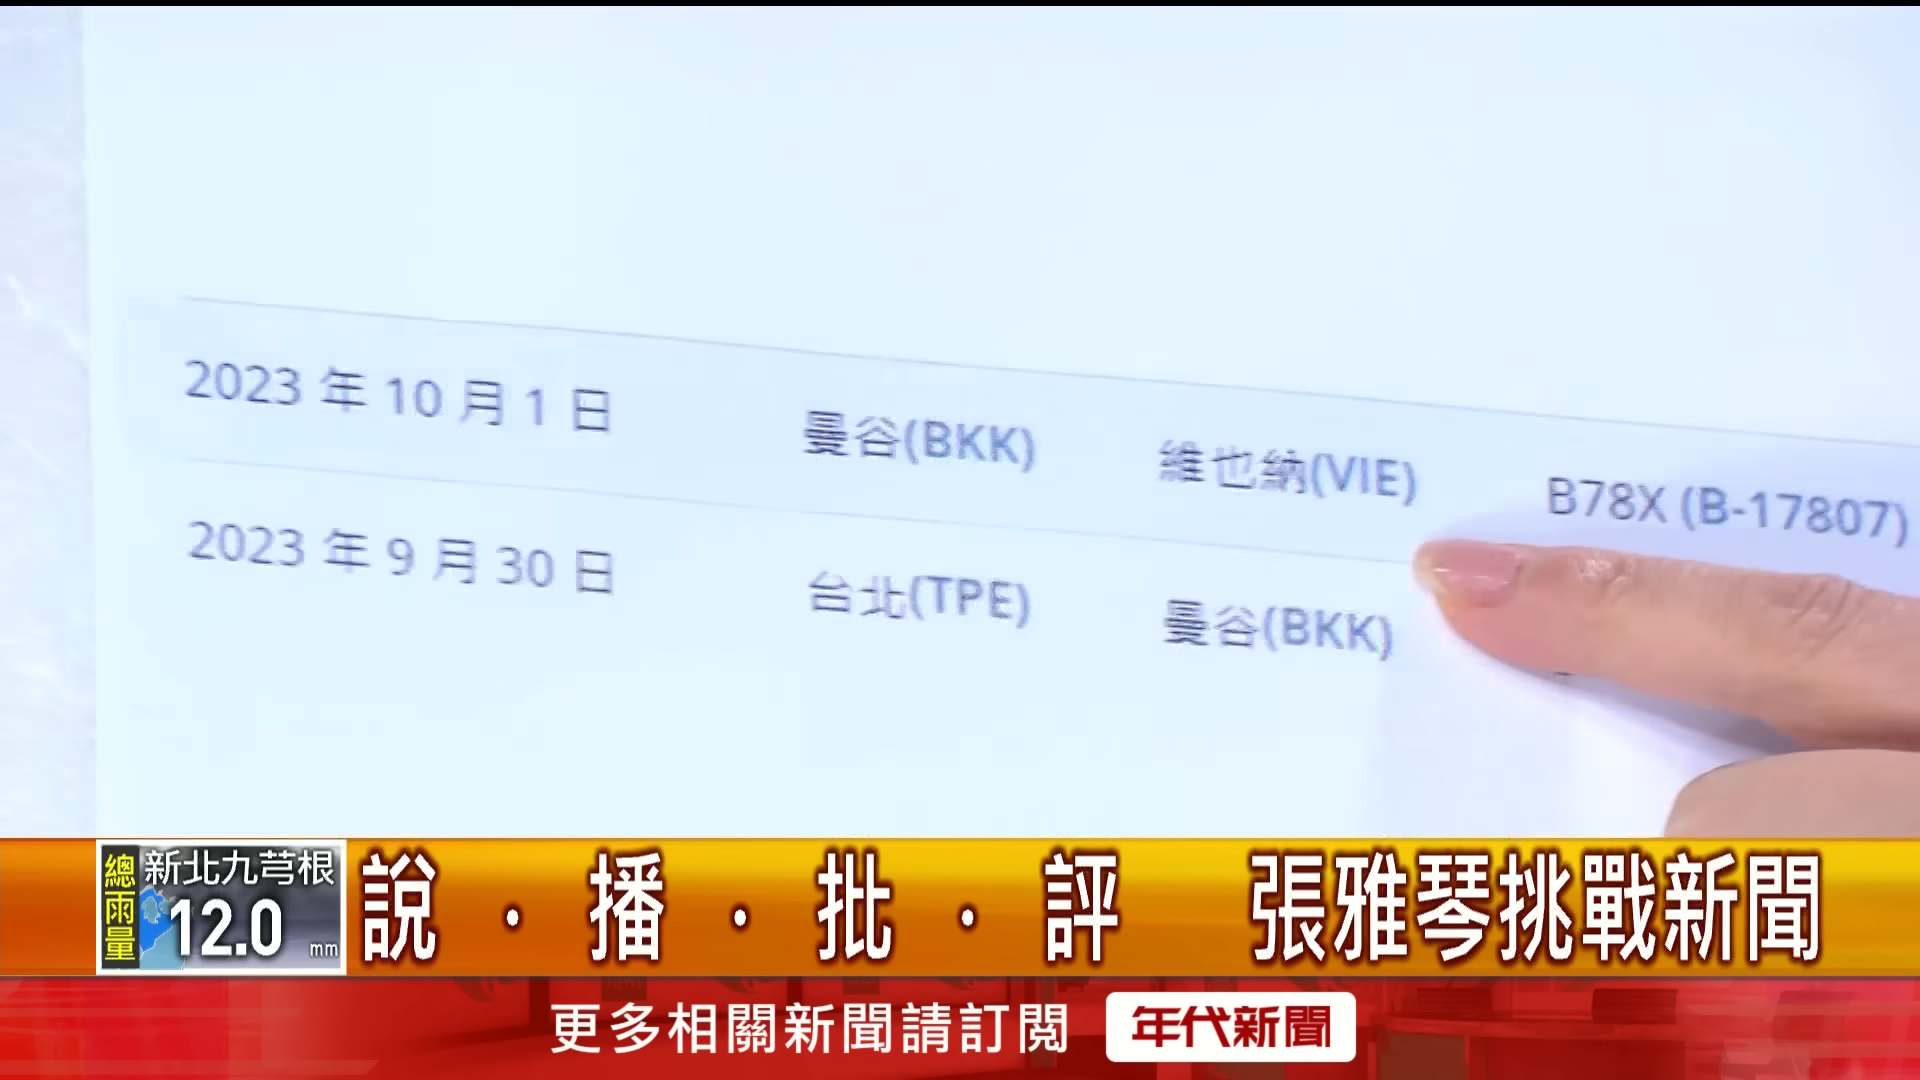 2023 年 10 月 1 日 曼谷(BKK) 維也納(VIE) B78X (B-17807)
2023 年 9 月 30 日 台北(TPE) 曼谷(BKK)
總雨量 新北九芎根 12.0 mm
說・播・批・評 張雅琴挑戰新聞
更多相關新聞請訂閱 年代新聞